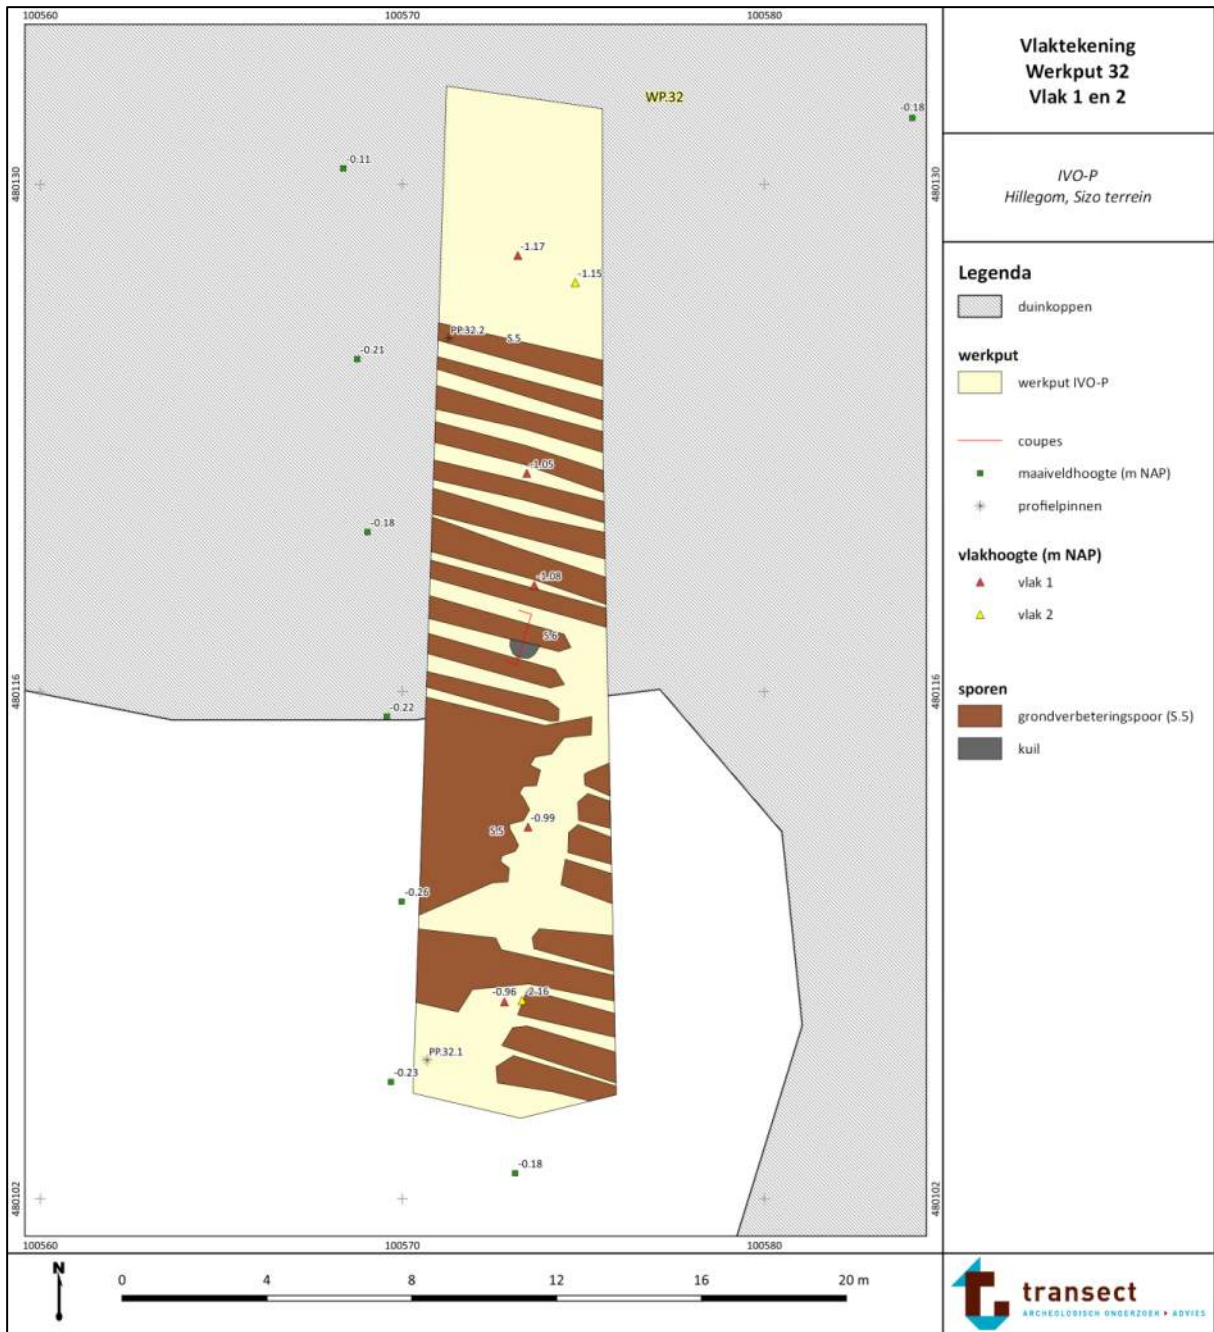 100560
100570
100580
480130
480116
480102
480130
480116
480102
WP.32
-0.18
-0.11
-1.17
-1.15
PP.32.2
S.5
-0.21
-1.05
-0.18
-1.08
S.6
-0.22
-0.99
S.5
-0.26
-0.96
-2.16
PP.32.1
-0.23
-0.18
100560
100570
100580
Vlaktekening
Werkput 32
Vlak 1 en 2
IVO-P
Hillegom, Sizo terrein
Legenda
duinkoppen
werkput
werkput IVO-P
coupes
maaiveldhoogte (m NAP)
profielpinnen
vlakhoogte (m NAP)
vlak 1
vlak 2
sporen
grondverbeteringspoor (S.5)
kuil
N
0 4 8 12 16 20 m
transect
ARCHEOLOGISCH ONDERZOEK ▸ ADVIES